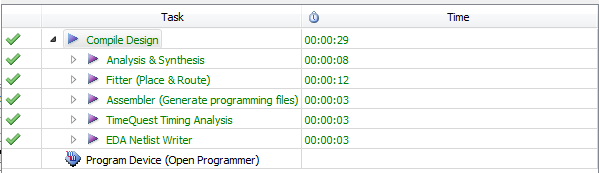 Task Time
Compile Design 00:00:29
Analysis & Synthesis 00:00:08
Fitter (Place & Route) 00:00:12
Assembler (Generate programming files) 00:00:03
TimeQuest Timing Analysis 00:00:03
EDA Netlist Writer 00:00:03
Program Device (Open Programmer)